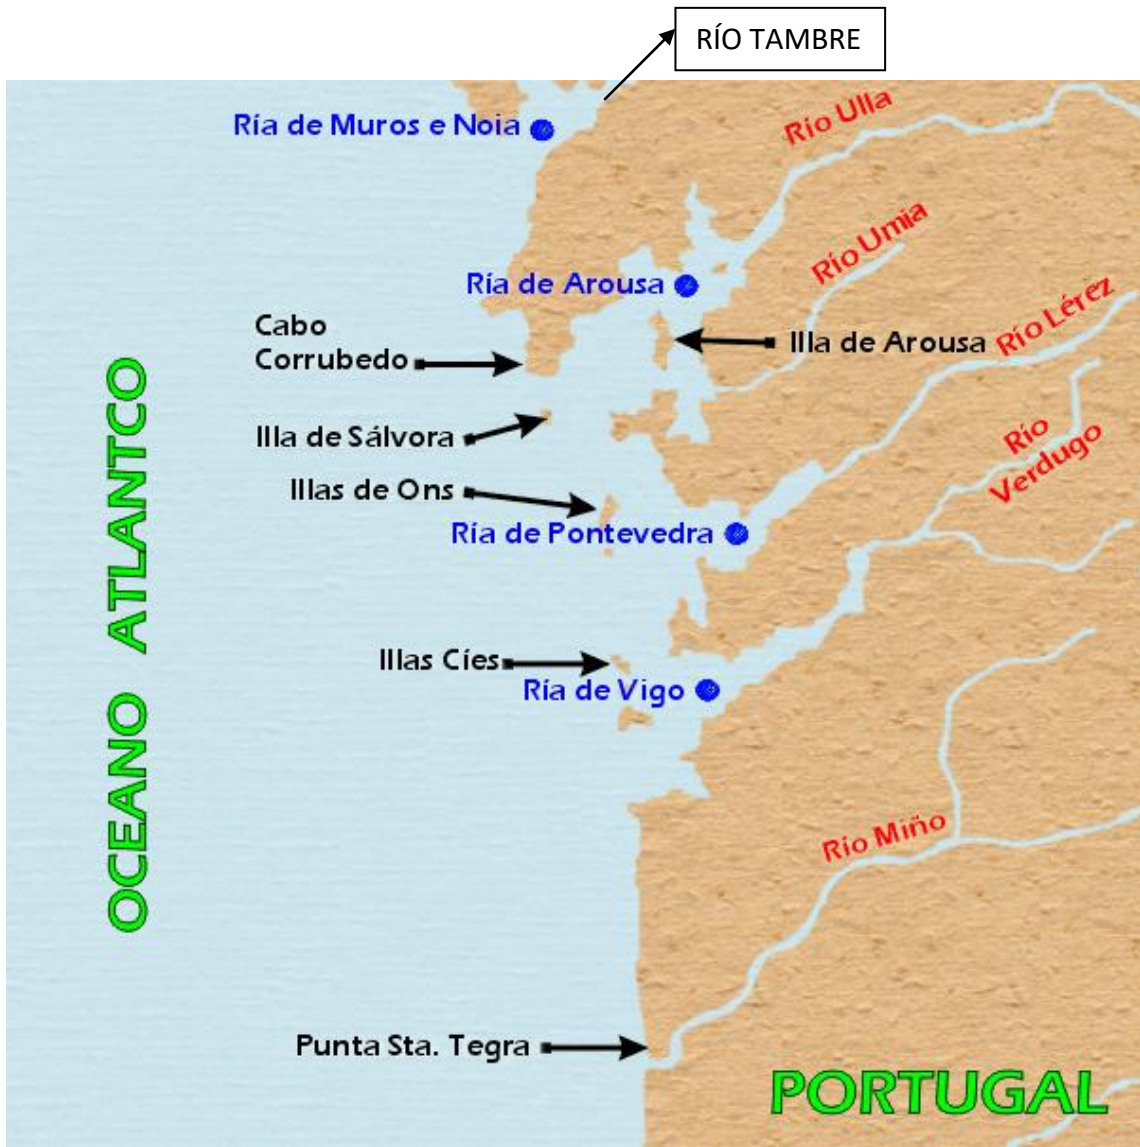 RÍO TAMBRE
Ría de Muros e Noia
Río Ulla
Río Umia
Ría de Arousa
Cabo
Corrubedo
Illa de Arousa
Río Lérez
Illa de Sálvora
Río
Verdugo
Illas de Ons
Ría de Pontevedra
OCEANO ATLANTCO
Illas Cíes
Ría de Vigo
Río Miño
Punta Sta. Tegra
PORTUGAL